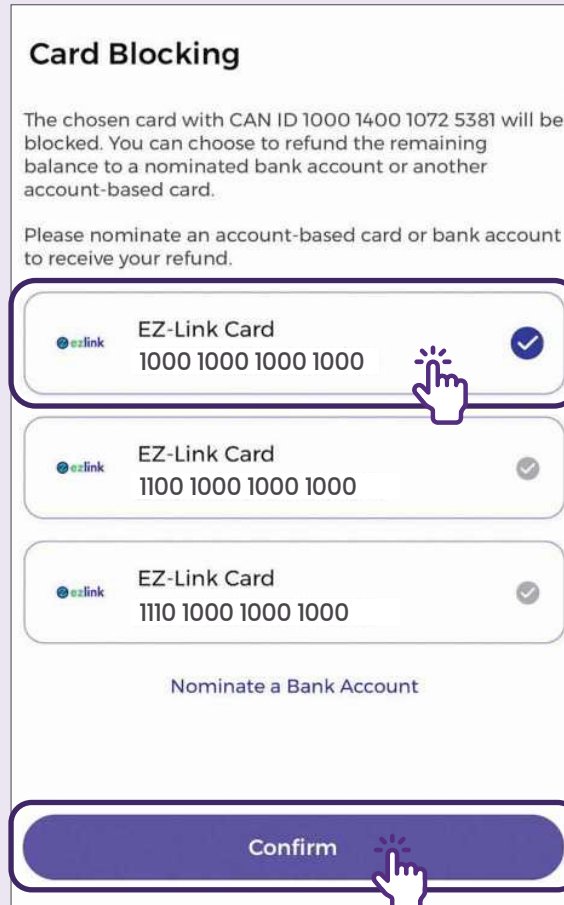 Card Blocking
The chosen card with CAN ID 1000 1400 1072 5381 will be
blocked. You can choose to refund the remaining
balance to a nominated bank account or another
account-based card.
Please nominate an account-based card or bank account
to receive your refund.
ezlink
EZ-Link Card
1000 1000 1000 1000
ezlink
EZ-Link Card
1100 1000 1000 1000
ezlink
EZ-Link Card
1110 1000 1000 1000
Nominate a Bank Account
Confirm